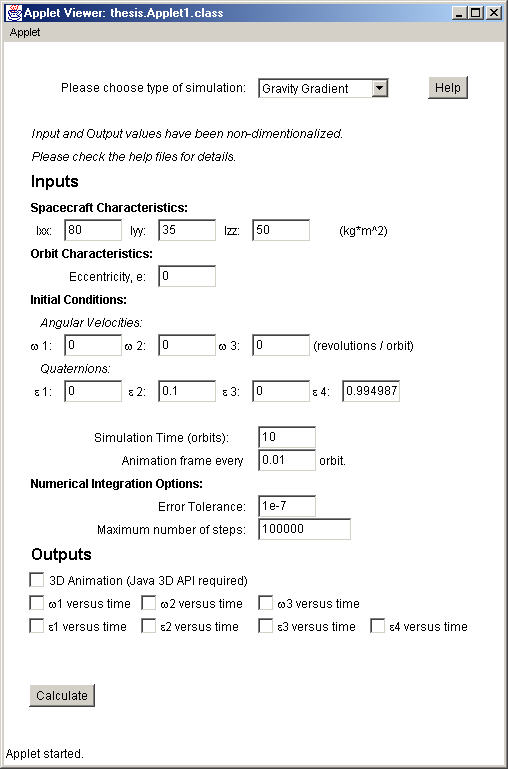 Applet Viewer: thesis.Applet1.class
Applet
Please choose type of simulation: Gravity Gradient Help
Input and Output values have been non-dimentionalized.
Please check the help files for details.
Inputs
Spacecraft Characteristics:
Ixx: 80 Iyy: 35 Izz: 50 (kg*m^2)
Orbit Characteristics:
Eccentricity, e: 0
Initial Conditions:
Angular Velocities:
ω 1: 0 ω 2: 0 ω 3: 0 (revolutions / orbit)
Quaternions:
ε 1: 0 ε 2: 0.1 ε 3: 0 ε 4: 0.994987
Simulation Time (orbits): 10
Animation frame every 0.01 orbit.
Numerical Integration Options:
Error Tolerance: 1e-7
Maximum number of steps: 100000
Outputs
3D Animation (Java 3D API required)
ω1 versus time ω2 versus time ω3 versus time
ε1 versus time ε2 versus time ε3 versus time ε4 versus time
Calculate
Applet started.